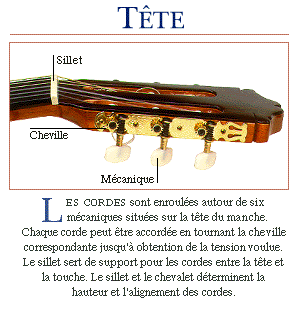 TÊTE
Sillet
Cheville
Mécanique
LES CORDES sont enroulées autour de six
mécaniques situées sur la tête du manche.
Chaque corde peut être accordée en tournant la cheville
correspondante jusqu'à obtention de la tension voulue.
Le sillet sert de support pour les cordes entre la tête et
la touche. Le sillet et le chevalet déterminent la
hauteur et l'alignement des cordes.